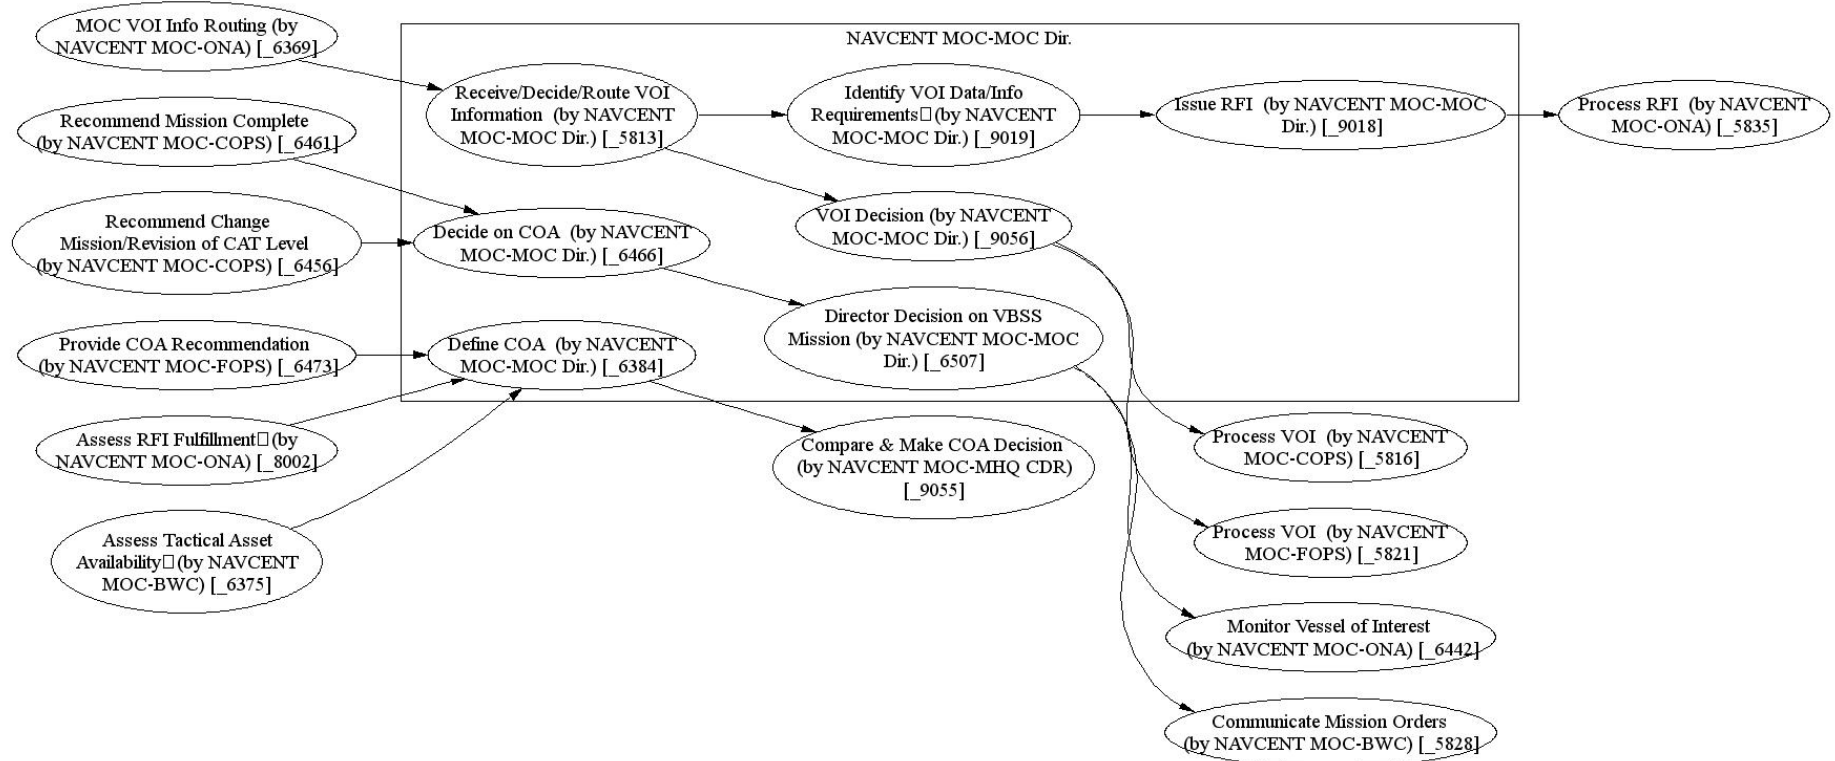 MOC VOI Info Routing (by
NAVCENT MOC-ONA) [_6369]
Recommend Mission Complete
(by NAVCENT MOC-COPS) [_6461]
Recommend Change
Mission/Revision of CAT Level
(by NAVCENT MOC-COPS) [_6456]
Provide COA Recommendation
(by NAVCENT MOC-FOPS) [_6473]
Assess RFI Fulfillment□ (by
NAVCENT MOC-ONA) [_8002]
Assess Tactical Asset
Availability□ (by NAVCENT
MOC-BWC) [_6375]
NAVCENT MOC-MOC Dir.
Receive/Decide/Route VOI
Information (by NAVCENT
MOC-MOC Dir.) [_5813]
Decide on COA (by NAVCENT
MOC-MOC Dir.) [_6466]
Define COA (by NAVCENT
MOC-MOC Dir.) [_6384]
Identify VOI Data/Info
Requirements□ (by NAVCENT
MOC-MOC Dir.) [_9019]
VOI Decision (by NAVCENT
MOC-MOC Dir.) [_9056]
Director Decision on VBSS
Mission (by NAVCENT MOC-MOC
Dir.) [_6507]
Compare & Make COA Decision
(by NAVCENT MOC-MHQ CDR)
[_9055]
Issue RFI (by NAVCENT MOC-MOC
Dir.) [_9018]
Process RFI (by NAVCENT
MOC-ONA) [_5835]
Process VOI (by NAVCENT
MOC-COPS) [_5816]
Process VOI (by NAVCENT
MOC-FOPS) [_5821]
Monitor Vessel of Interest
(by NAVCENT MOC-ONA) [_6442]
Communicate Mission Orders
(by NAVCENT MOC-BWC) [_5828]